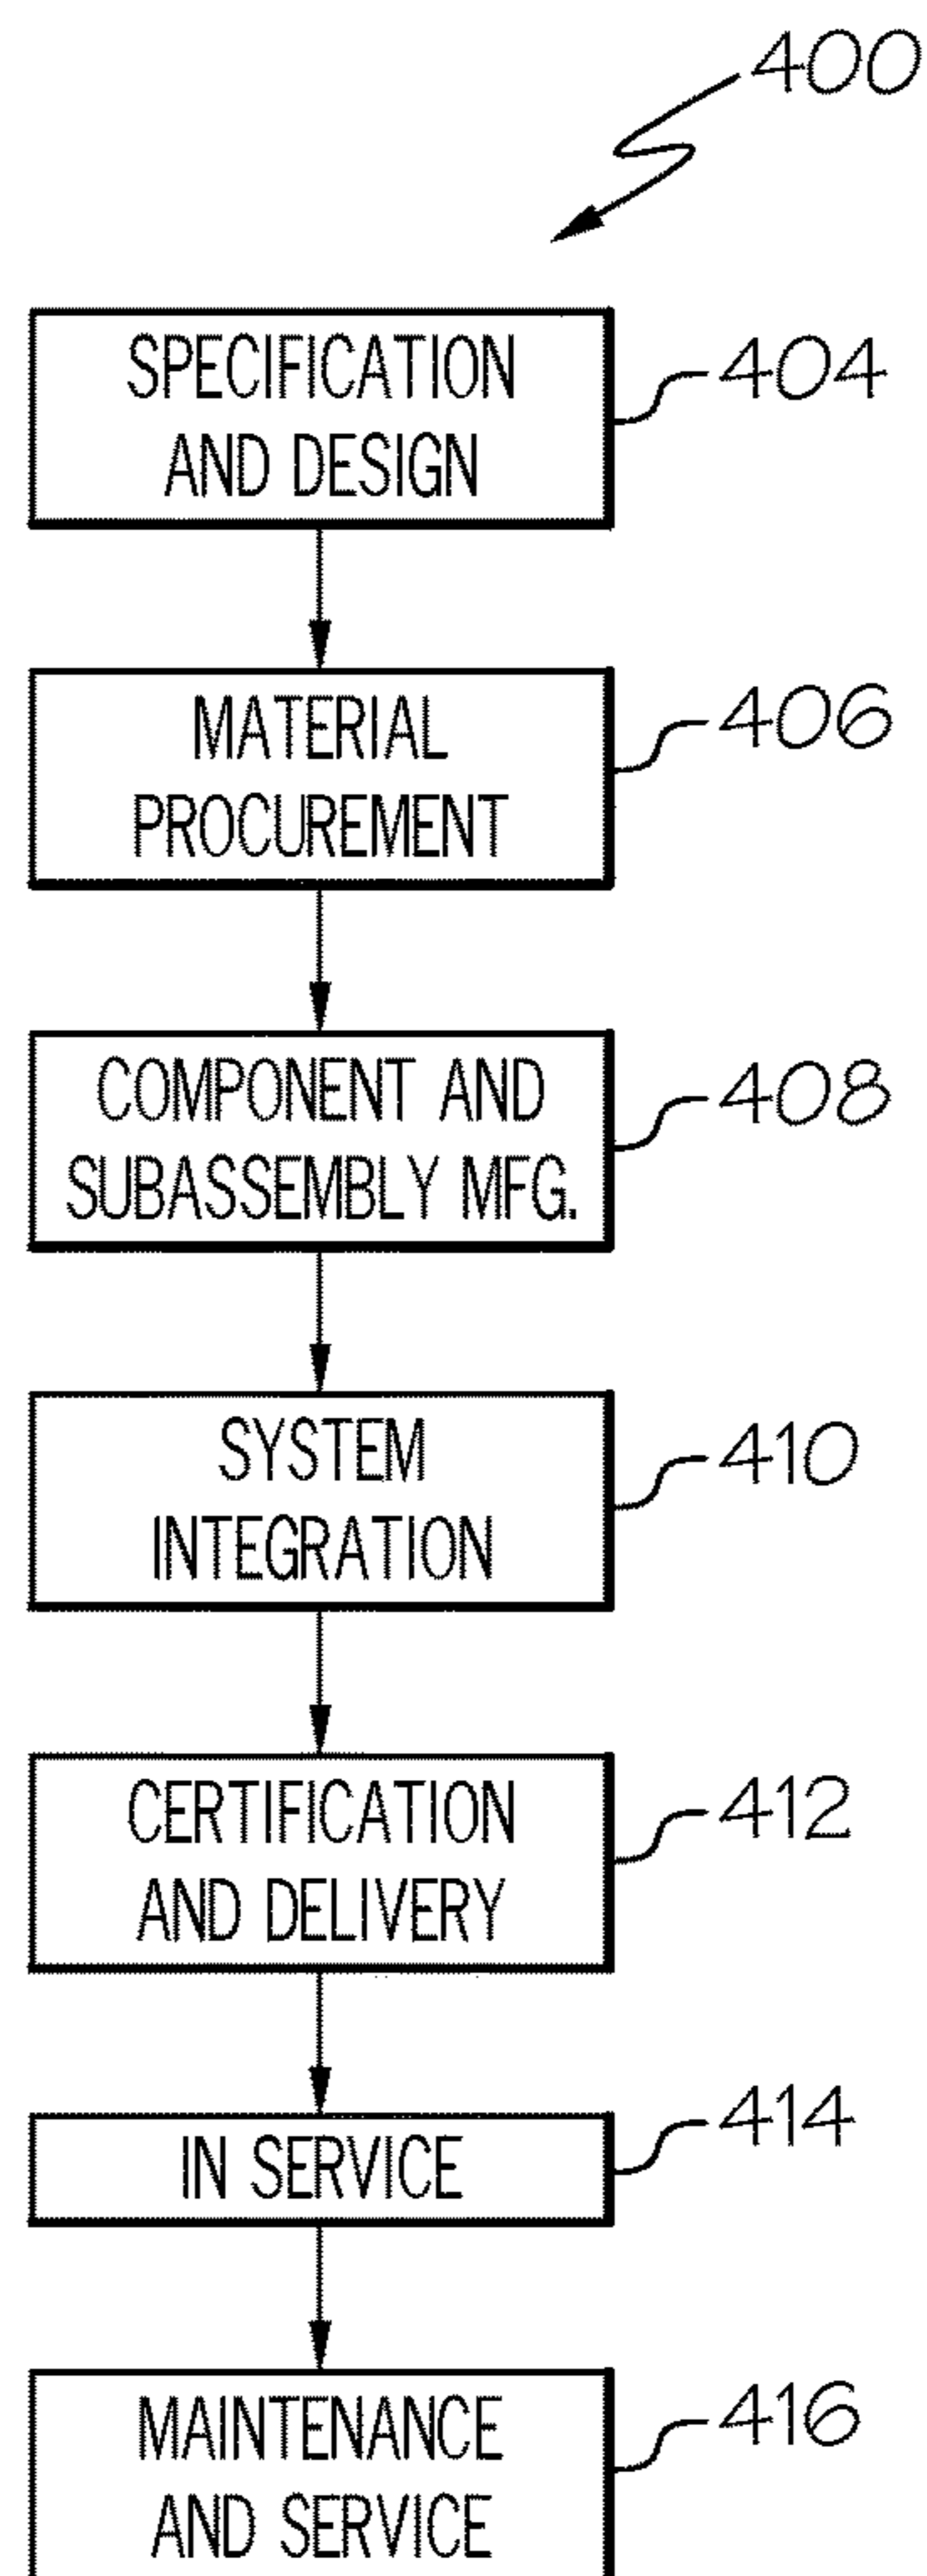 400
SPECIFICATION
AND DESIGN
404
MATERIAL
PROCUREMENT
406
COMPONENT AND
SUBASSEMBLY MFG.
408
SYSTEM
INTEGRATION
410
CERTIFICATION
AND DELIVERY
412
IN SERVICE
414
MAINTENANCE
AND SERVICE
416